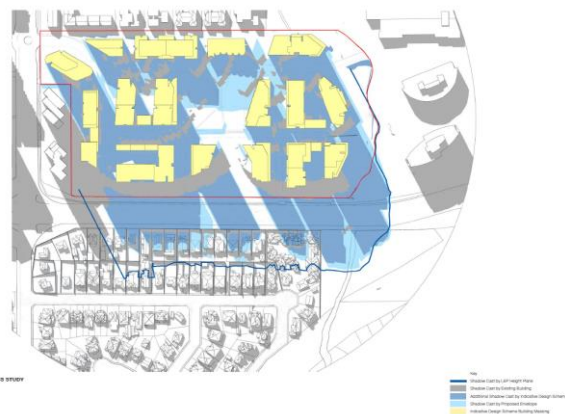 S STUDY
Key
Shadow Cast by LEP Height Plane
Shadow Cast by Existing Building
Additional Shadow Cast by Indicative Design Scheme
Shadow Cast by Proposed Envelope
Indicative Design Scheme Building Massing